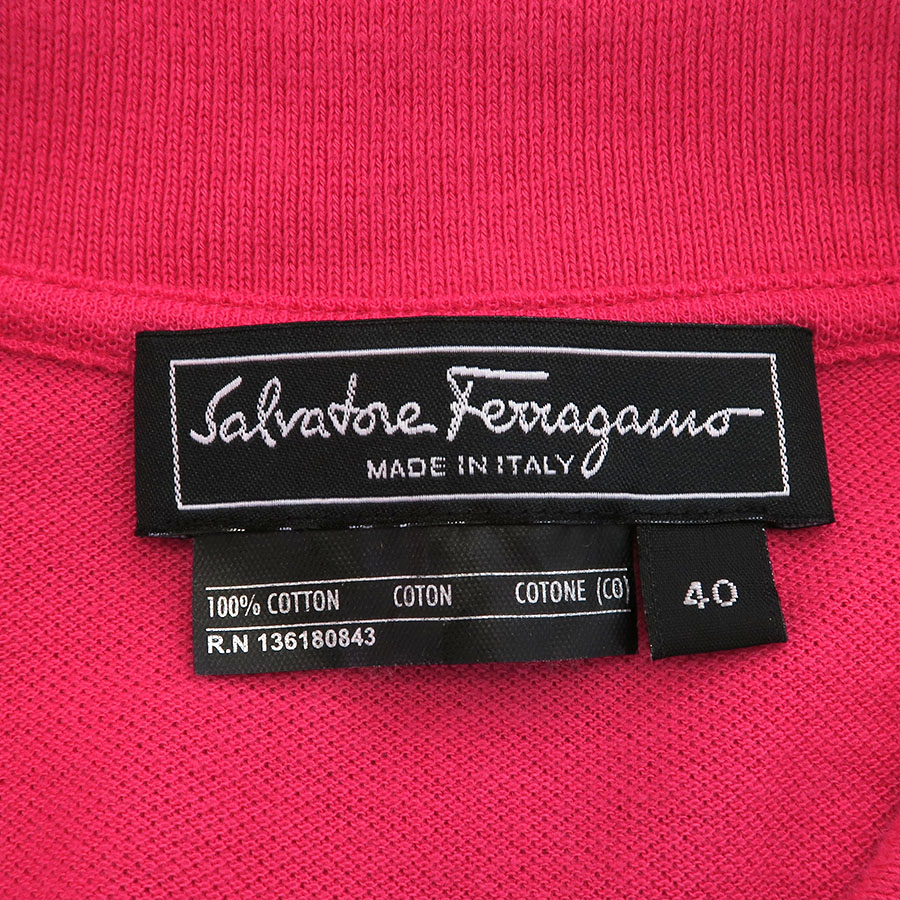 Salvatore Ferragamo
MADE IN ITALY
100% COTTON COTON COTONE (CO)
R.N 136180843
40